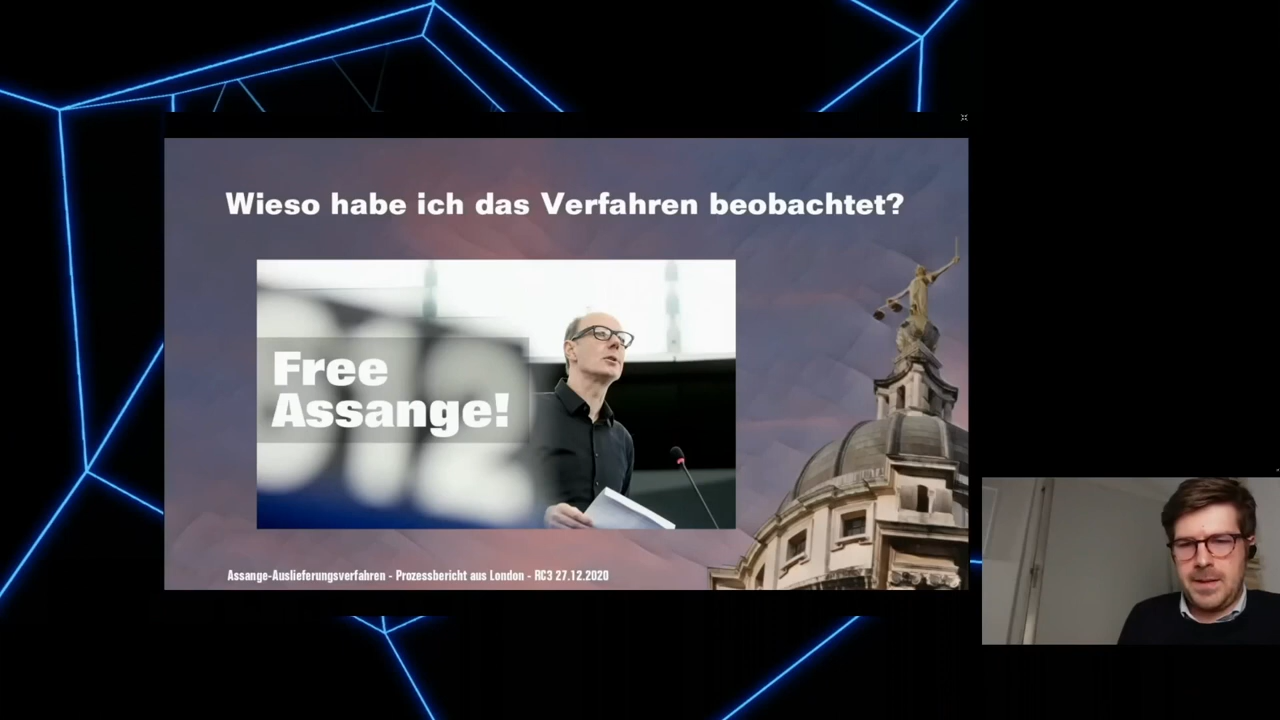 Wieso habe ich das Verfahren beobachtet?
Free
Assange!
Assange-Auslieferungsverfahren - Prozessbericht aus London - RC3 27.12.2020